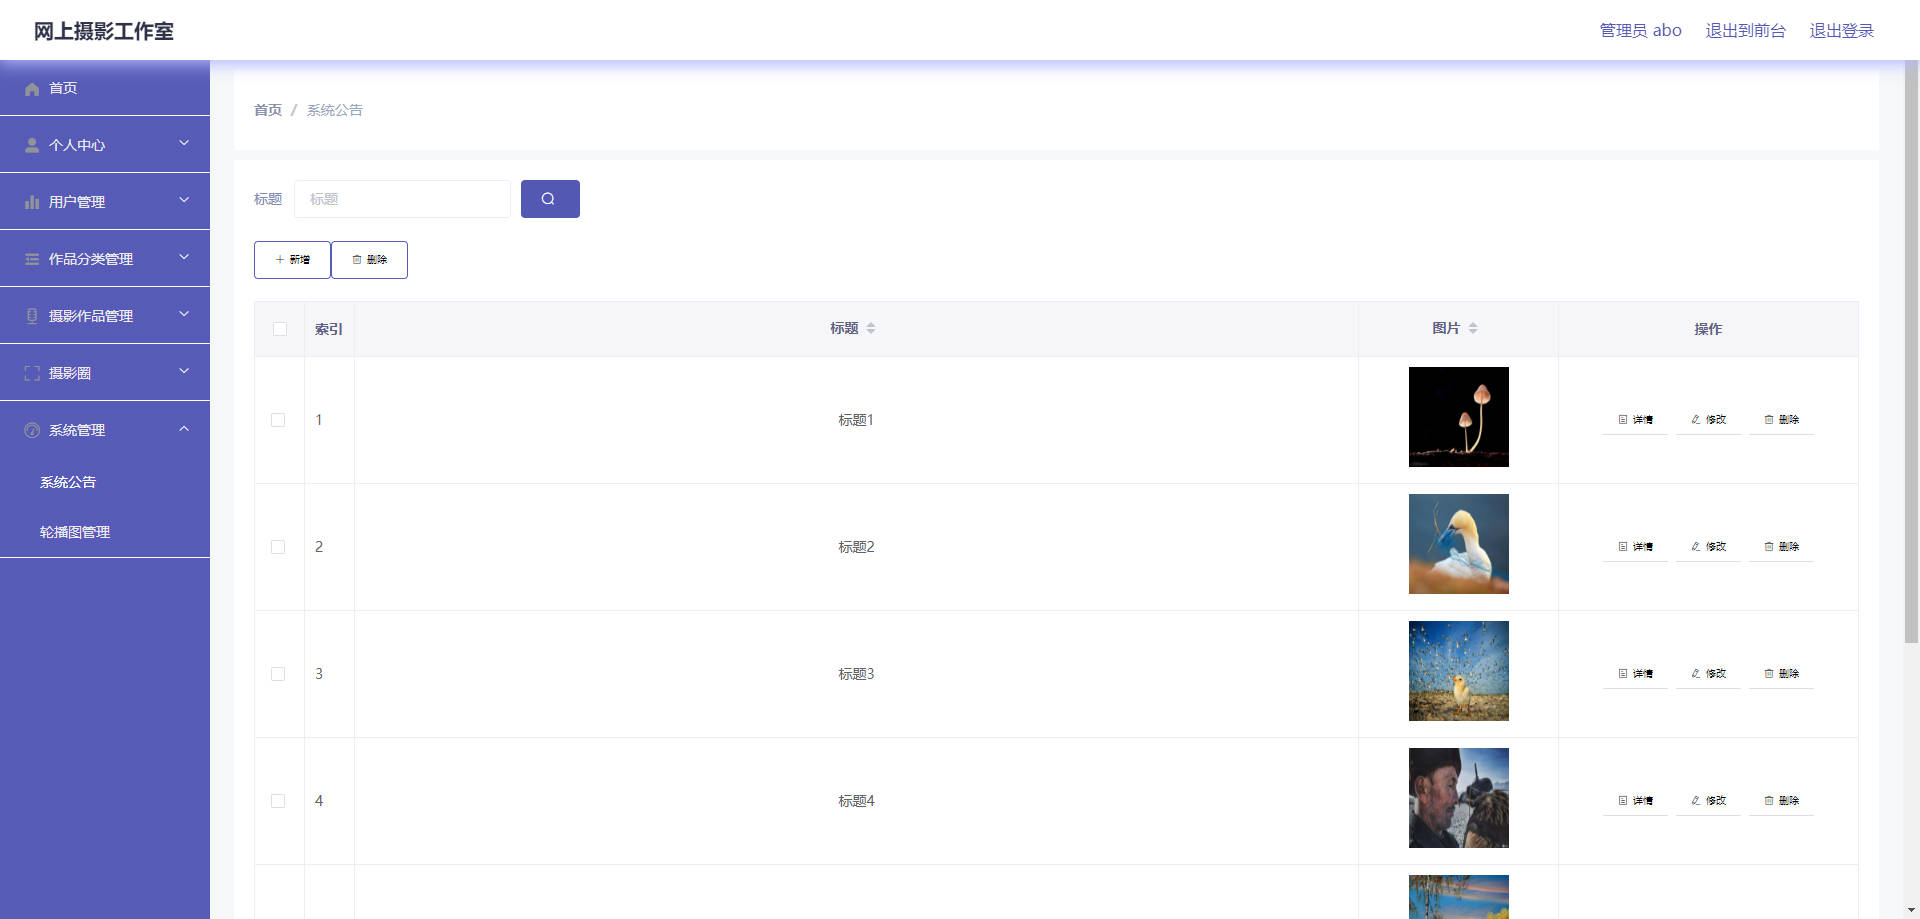 网上摄影工作室
管理员 abo 退出到前台 退出登录
首页
个人中心
用户管理
作品分类管理
摄影作品管理
摄影圈
系统管理
系统公告
轮播图管理
首页 / 系统公告
标题 标题
新增 删除
索引 标题 图片 操作
1 标题1 详情 修改 删除
2 标题2 详情 修改 删除
3 标题3 详情 修改 删除
4 标题4 详情 修改 删除